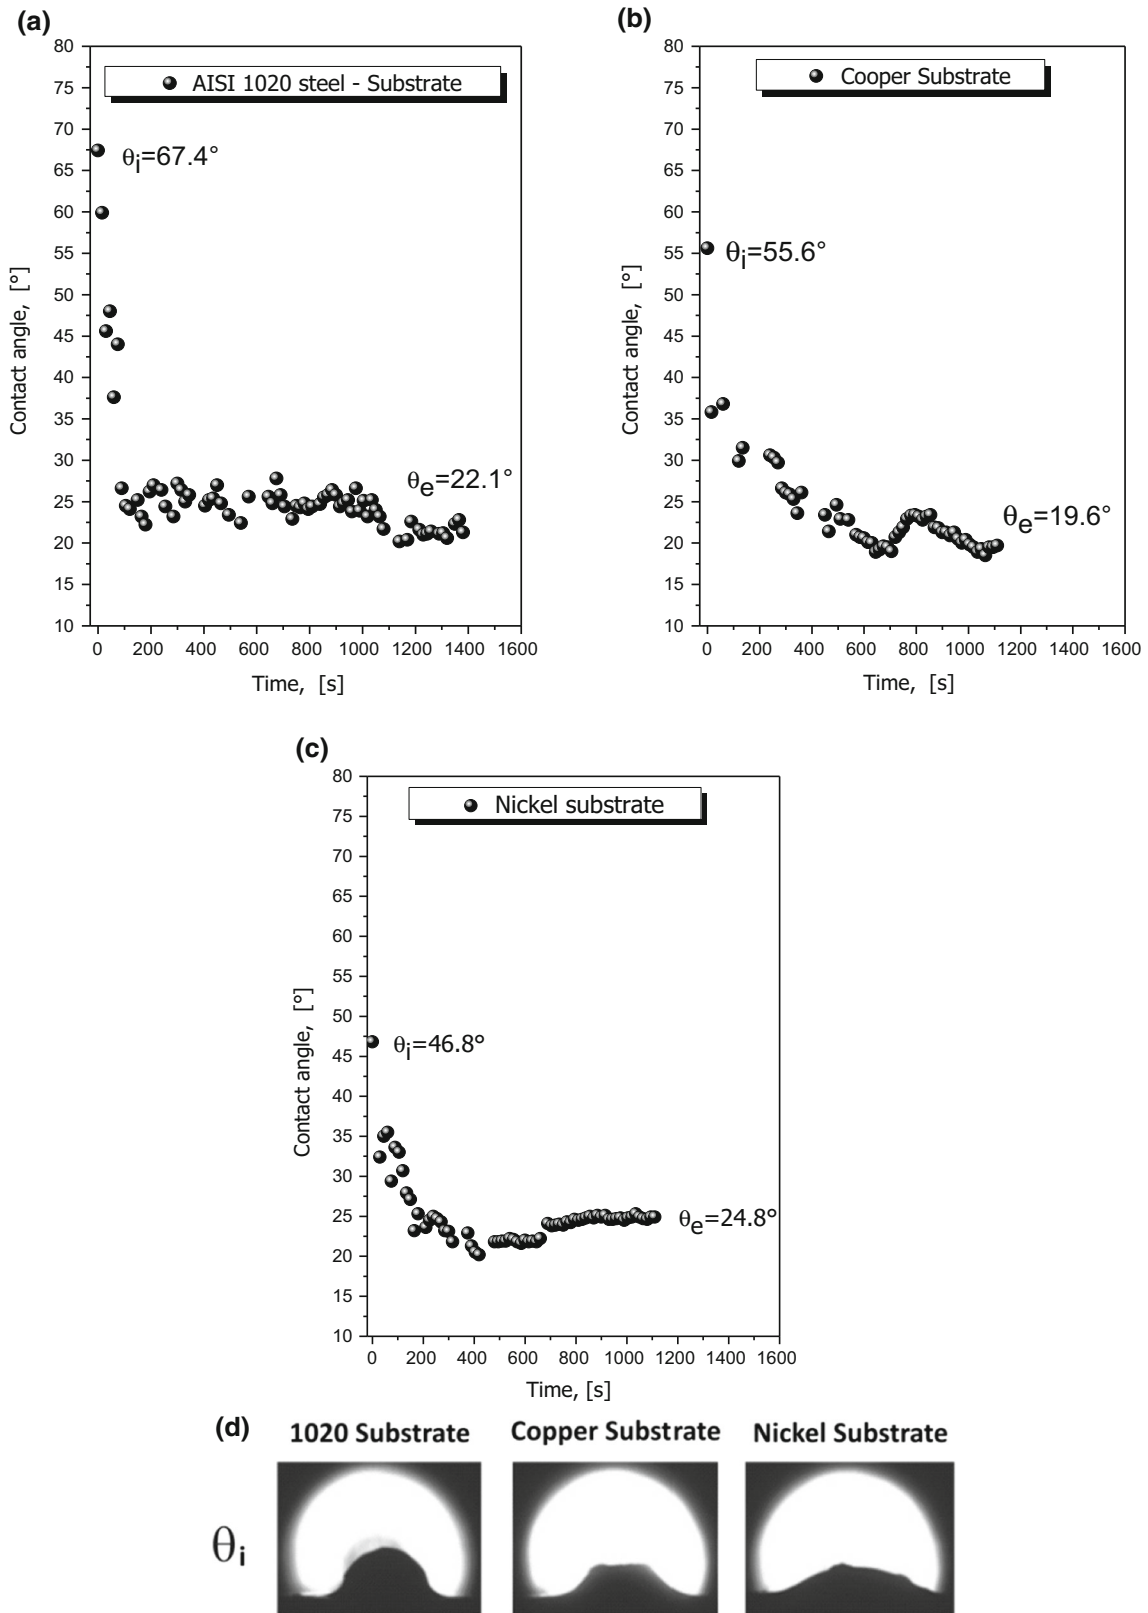 (a)
80
75
70
65
60
55
50
45
40
35
30
25
20
15
10
AISI 1020 steel - Substrate
θi=67.4°
θe=22.1°
Contact angle, [°]
0 200 400 600 800 1000 1200 1400 1600
Time, [s]
(b)
80
75
70
65
60
55
50
45
40
35
30
25
20
15
10
Cooper Substrate
θi=55.6°
θe=19.6°
Contact angle, [°]
0 200 400 600 800 1000 1200 1400 1600
Time, [s]
(c)
80
75
70
65
60
55
50
45
40
35
30
25
20
15
10
Nickel substrate
θi=46.8°
θe=24.8°
Contact angle, [°]
0 200 400 600 800 1000 1200 1400 1600
Time, [s]
(d)
1020 Substrate Copper Substrate Nickel Substrate
θi